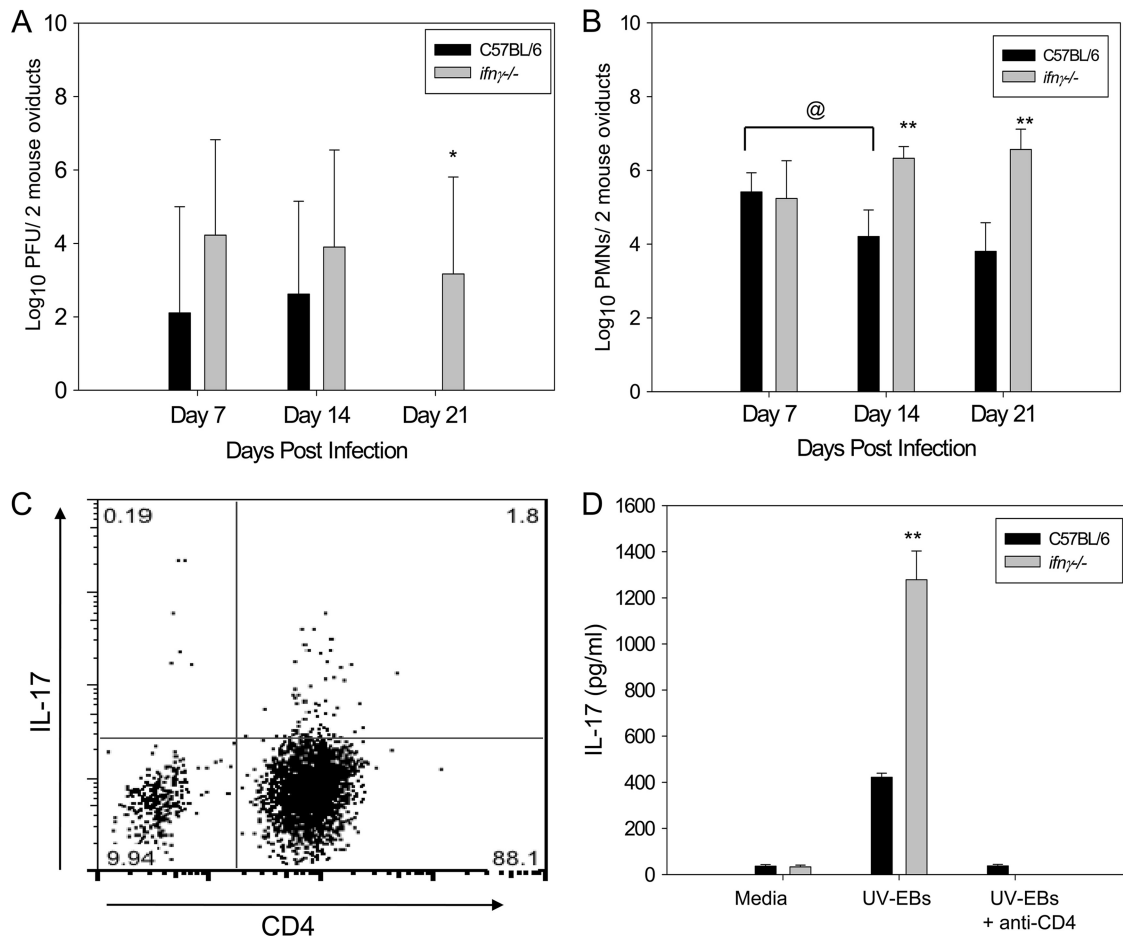 A
10
8
6
4
2
0
Log10 PFU/ 2 mouse oviducts
C57BL/6
ifnγ-/-
*
Day 7
Day 14
Day 21
Days Post Infection
B
10
8
6
4
2
0
Log10 PMNs/ 2 mouse oviducts
C57BL/6
ifnγ-/-
@
**
**
Day 7
Day 14
Day 21
Days Post Infection
C
0.19
1.8
9.94
88.1
IL-17
CD4
D
1600
1400
1200
1000
800
600
400
200
0
IL-17 (pg/ml)
C57BL/6
ifnγ-/-
**
Media
UV-EBs
UV-EBs
+ anti-CD4